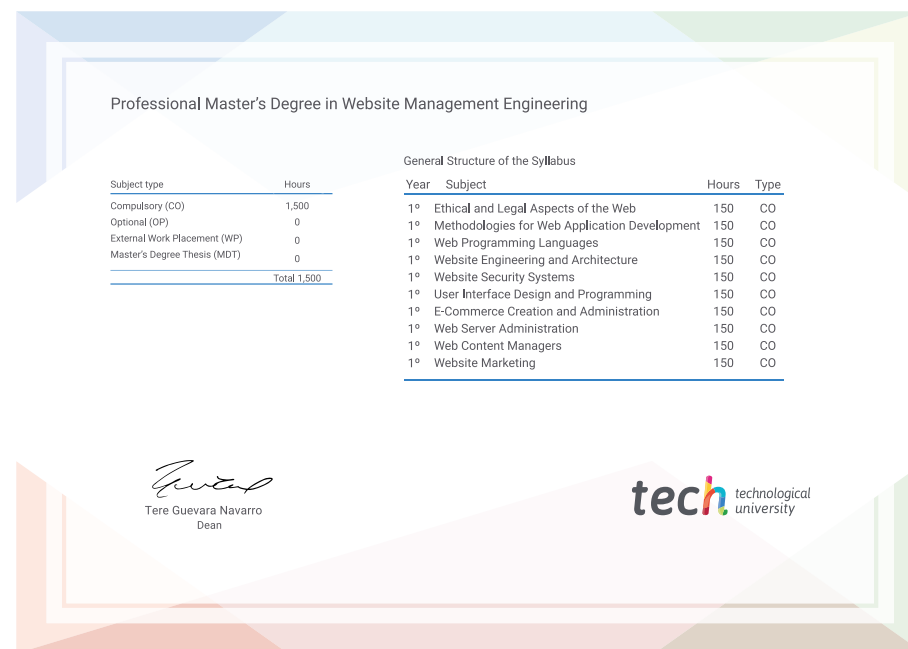 Professional Master's Degree in Website Management Engineering
Subject type Hours
Compulsory (CO) 1,500
Optional (OP) 0
External Work Placement (WP) 0
Master's Degree Thesis (MDT) 0
Total 1,500
General Structure of the Syllabus
Year Subject Hours Type
1º Ethical and Legal Aspects of the Web 150 CO
1º Methodologies for Web Application Development 150 CO
1º Web Programming Languages 150 CO
1º Website Engineering and Architecture 150 CO
1º Website Security Systems 150 CO
1º User Interface Design and Programming 150 CO
1º E-Commerce Creation and Administration 150 CO
1º Web Server Administration 150 CO
1º Web Content Managers 150 CO
1º Website Marketing 150 CO
Tere Guevara Navarro
Dean
tech technological
university